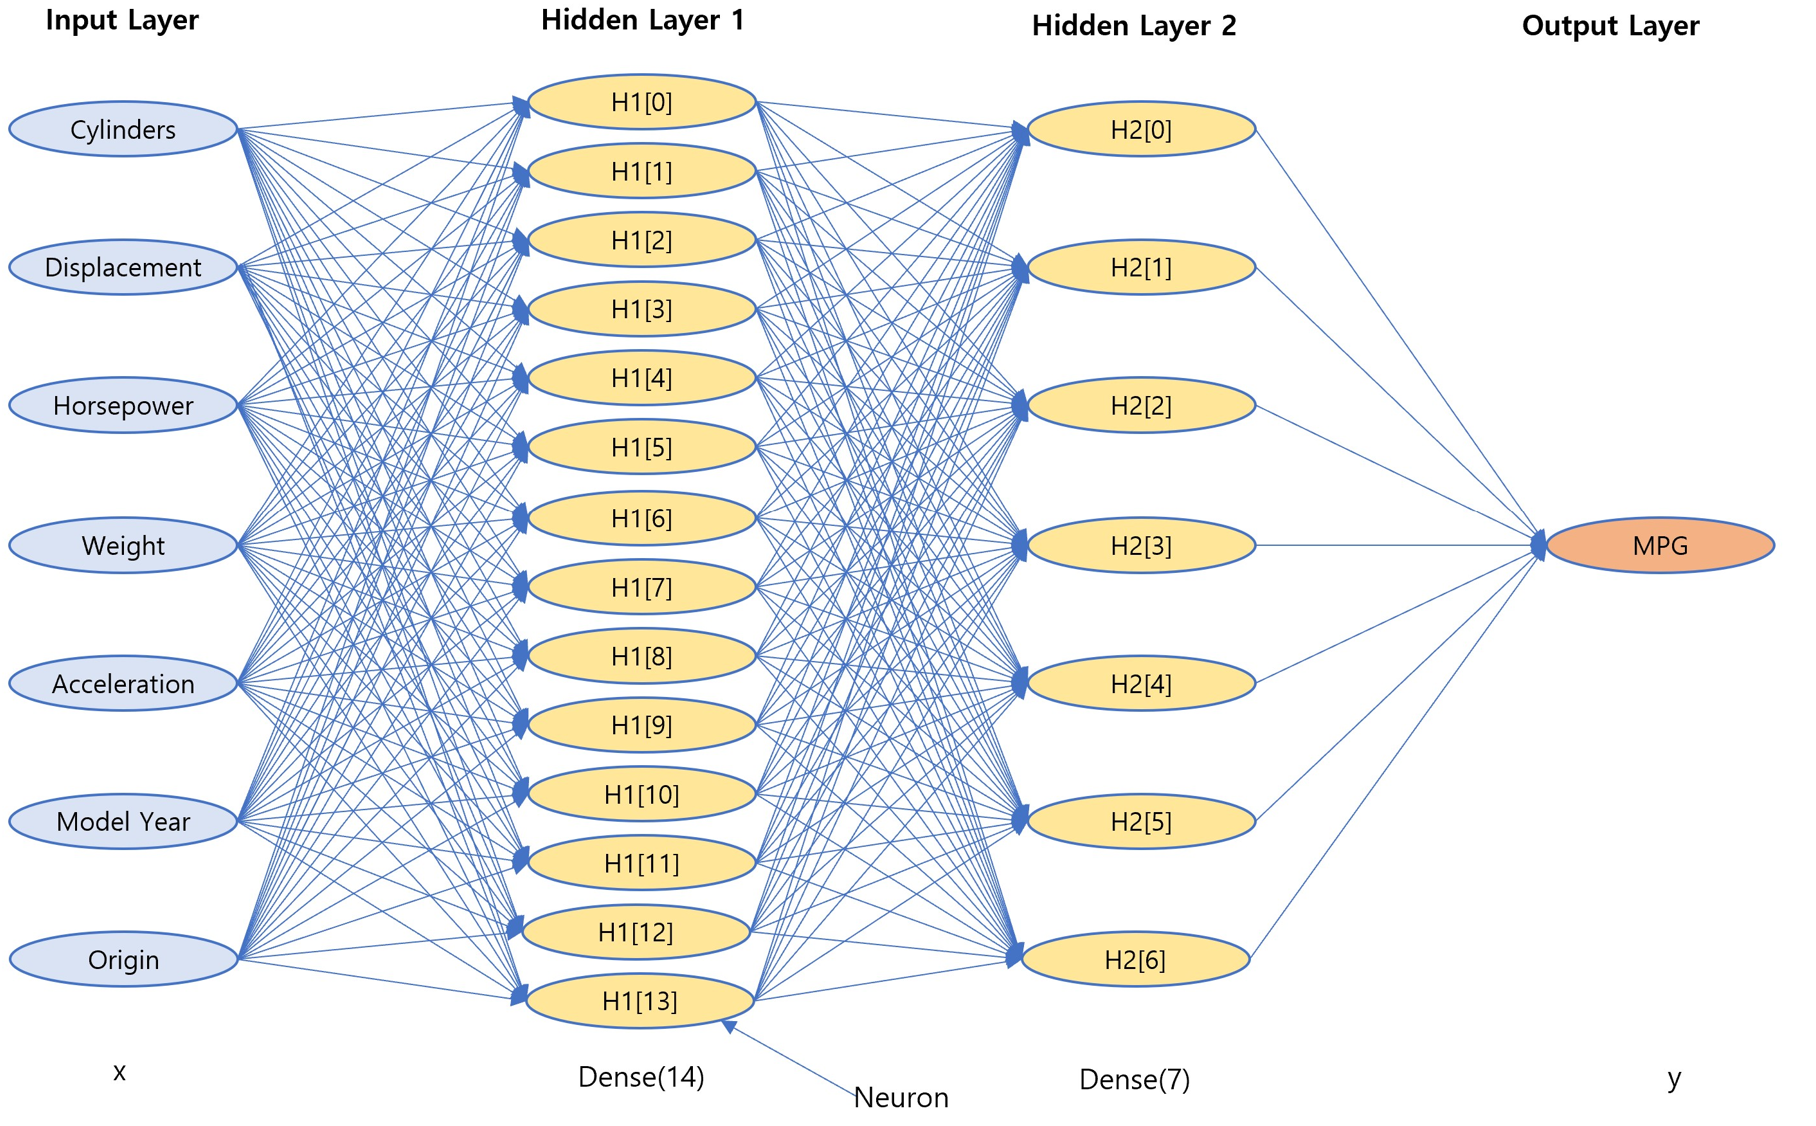 Input Layer
Hidden Layer 1
Hidden Layer 2
Output Layer
Cylinders
Displacement
Horsepower
Weight
Acceleration
Model Year
Origin
H1[0]
H1[1]
H1[2]
H1[3]
H1[4]
H1[5]
H1[6]
H1[7]
H1[8]
H1[9]
H1[10]
H1[11]
H1[12]
H1[13]
H2[0]
H2[1]
H2[2]
H2[3]
H2[4]
H2[5]
H2[6]
MPG
x
Dense(14)
Neuron
Dense(7)
y